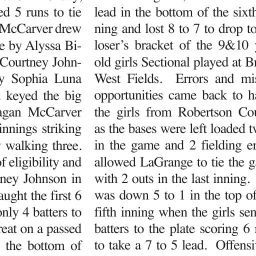 ed 5 runs to tie
McCarver drew
e by Alyssa Bi-
Courtney John-
y Sophia Luna
keyed the big
agan McCarver
innings striking
walking three.
of eligibility and
ney Johnson in
aught the first 6
only 4 batters to
reat on a passed
the bottom of
lead in the bottom of the sixth
ning and lost 8 to 7 to drop to
loser's bracket of the 9&10
old girls Sectional played at Br
West Fields. Errors and mis
opportunities came back to ha
the girls from Robertson Cou
as the bases were left loaded tw
in the game and 2 fielding er
allowed LaGrange to tie the ga
with 2 outs in the last inning.
was down 5 to 1 in the top of
fifth inning when the girls sen
batters to the plate scoring 6 r
to take a 7 to 5 lead. Offensiv